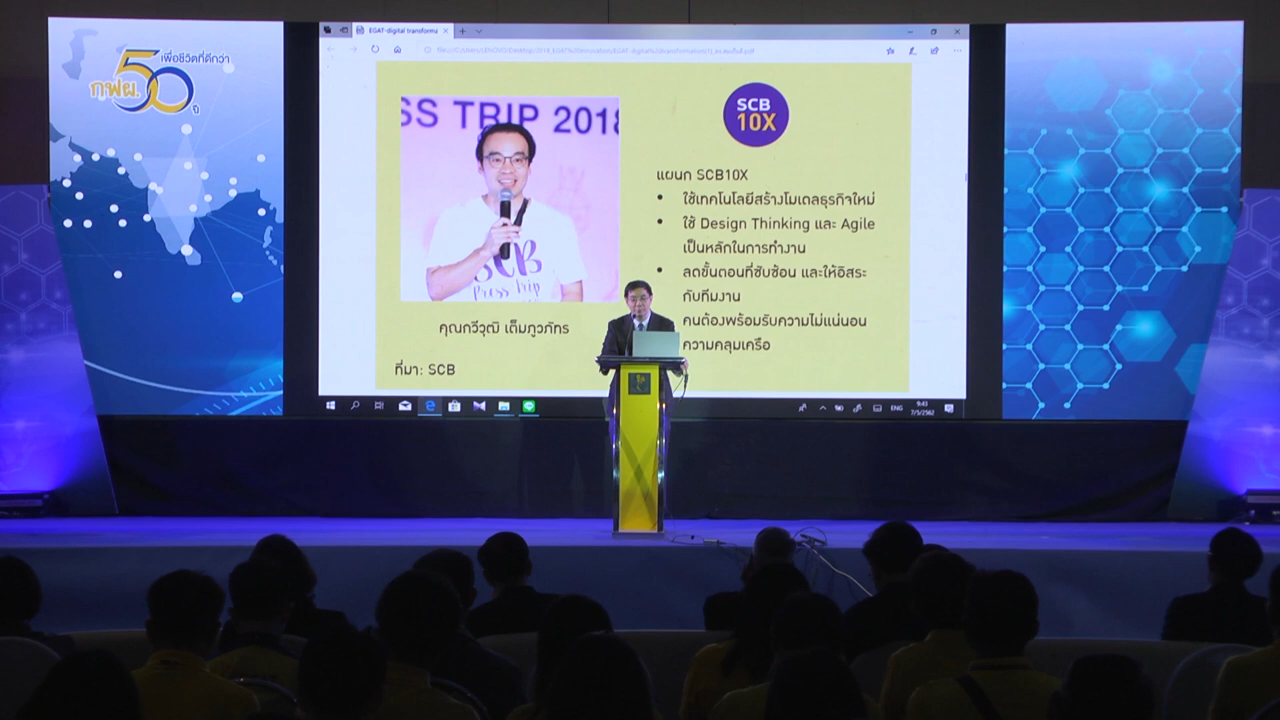 เพื่อชีวิตที่ดีกว่า
กฟผ. 50 ปี
EGAT-digital transforma
SS TRIP 2018
SCB
Press Trip
คุณกวีวุฒิ เต็มภูวภัทร
ที่มา: SCB
SCB
10X
แผนก SCB10X
• ใช้เทคโนโลยีสร้างโมเดลธุรกิจใหม่
• ใช้ Design Thinking และ Agile
เป็นหลักในการทำงาน
• ลดขั้นตอนที่ซับซ้อน และให้อิสระ
กับทีมงาน
คนต้องพร้อมรับความไม่แน่นอน
ความคลุมเครือ
ENG
9:43
7/5/2562